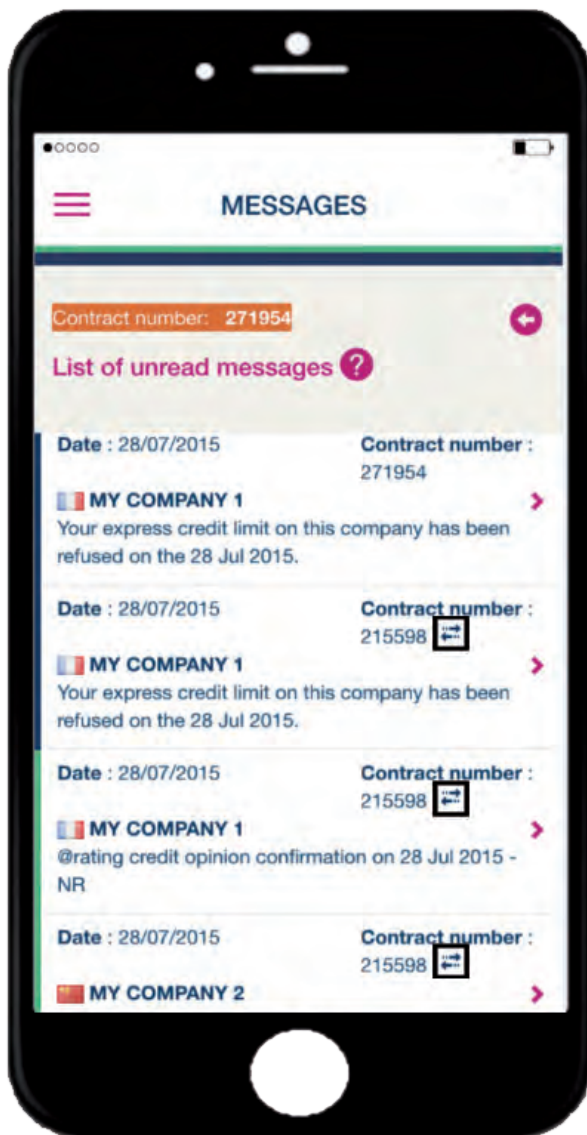 MESSAGES
Contract number: 271954
List of unread messages ?
Date : 28/07/2015 Contract number :
271954
MY COMPANY 1
Your express credit limit on this company has been
refused on the 28 Jul 2015.
Date : 28/07/2015 Contract number :
215598
MY COMPANY 1
Your express credit limit on this company has been
refused on the 28 Jul 2015.
Date : 28/07/2015 Contract number :
215598
MY COMPANY 1
@rating credit opinion confirmation on 28 Jul 2015 -
NR
Date : 28/07/2015 Contract number :
215598
MY COMPANY 2